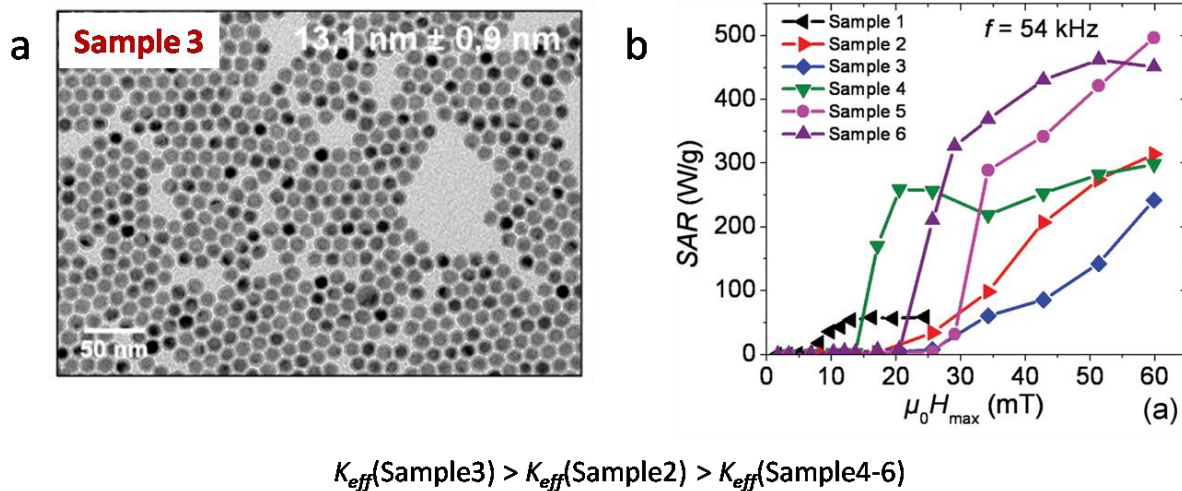 a
Sample 3
13,1 nm ± 0,9 nm
50 nm
b
f = 54 kHz
Sample 1
Sample 2
Sample 3
Sample 4
Sample 5
Sample 6
SAR (W/g)
500
400
300
200
100
0
0 10 20 30 40 50 60
μ₀Hmax (mT)
(a)
Keff(Sample3) > Keff(Sample2) > Keff(Sample4-6)